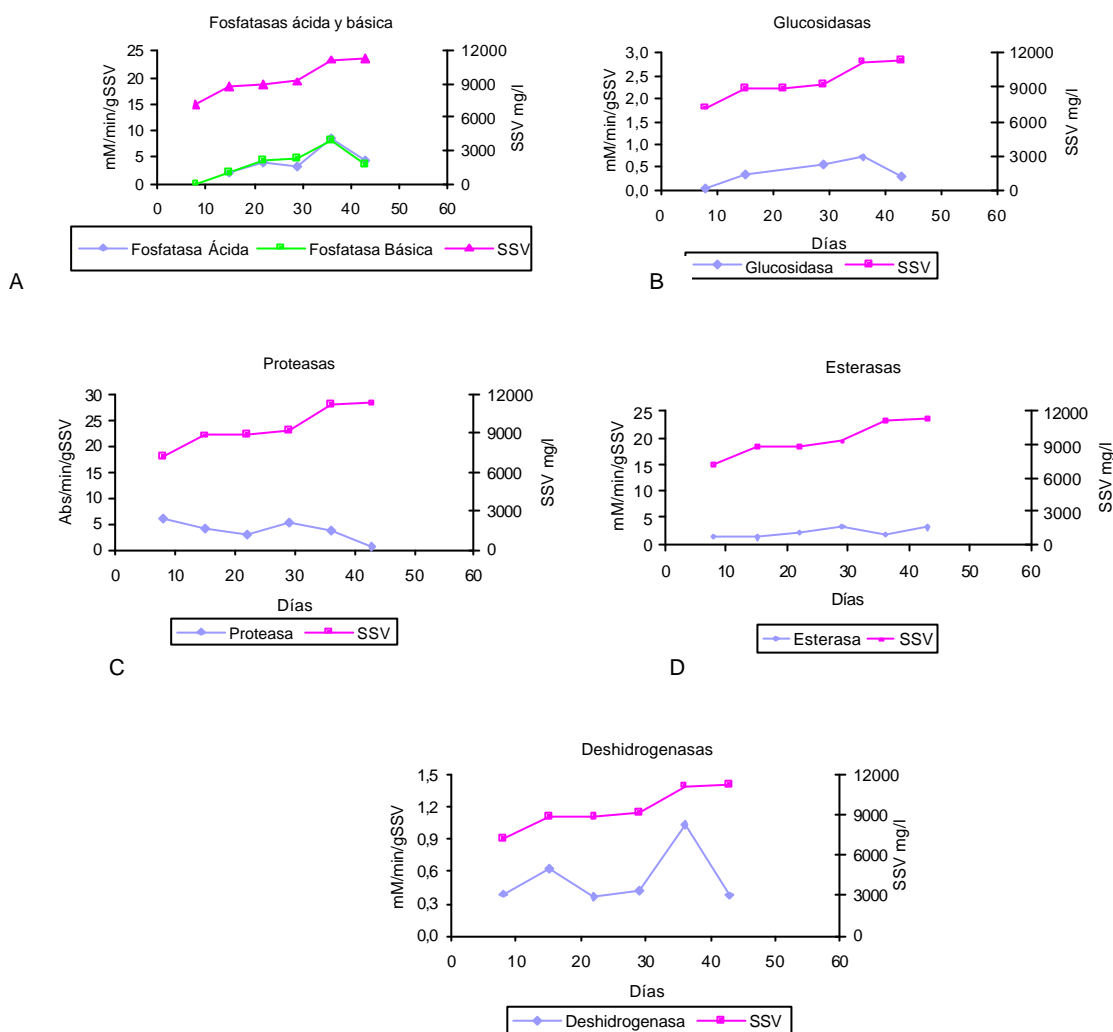 Fosfatasas ácida y básica
25
20
15
10
5
0
mM/min/gSSV
12000
9000
6000
3000
0
SSV mg/l
0 10 20 30 40 50 60
Fosfatasa Ácida Fosfatasa Básica SSV
A
Glucosidasas
3,0
2,5
2,0
1,5
1,0
0,5
0,0
mM/min/gSSV
12000
9000
6000
3000
0
SSV mg/l
0 10 20 30 40 50 60
Días
Glucosidasa SSV
B
Proteasas
30
25
20
15
10
5
0
Abs/min/gSSV
12000
9000
6000
3000
0
SSV mg/l
0 10 20 30 40 50 60
Días
Proteasa SSV
C
Esterasas
25
20
15
10
5
0
mM/min/gSSV
12000
9000
6000
3000
0
SSV mg/l
0 10 20 30 40 50 60
Días
Esterasa SSV
D
Deshidrogenasas
1,5
1,2
0,9
0,6
0,3
0,0
mM/min/gSSV
12000
9000
6000
3000
0
SSV mg/l
0 10 20 30 40 50 60
Días
Deshidrogenasa SSV